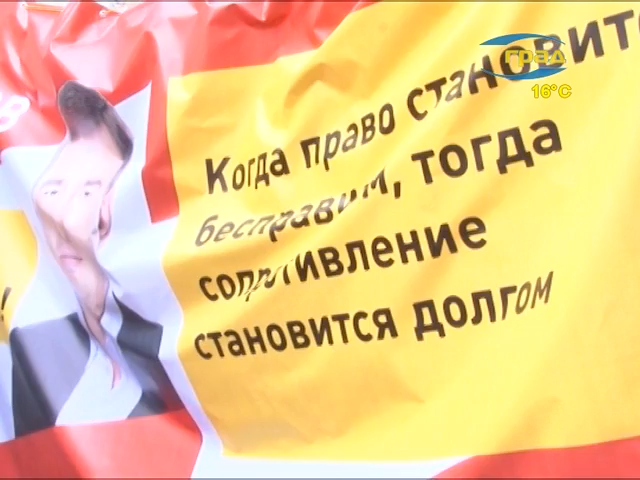 град
16°C
Когда право становит
бесправием, тогда
сопротивление
становится долгом
в
!